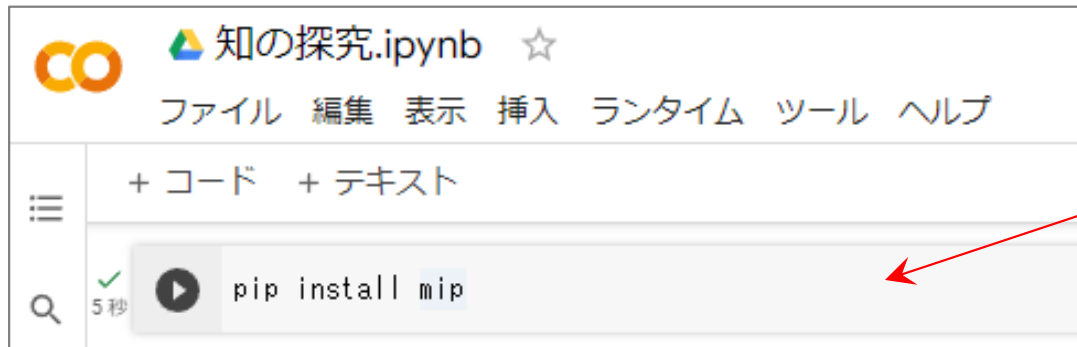 知の探究.ipynb
ファイル 編集 表示 挿入 ランタイム ツール ヘルプ
+ コード + テキスト
5 秒
pip install mip